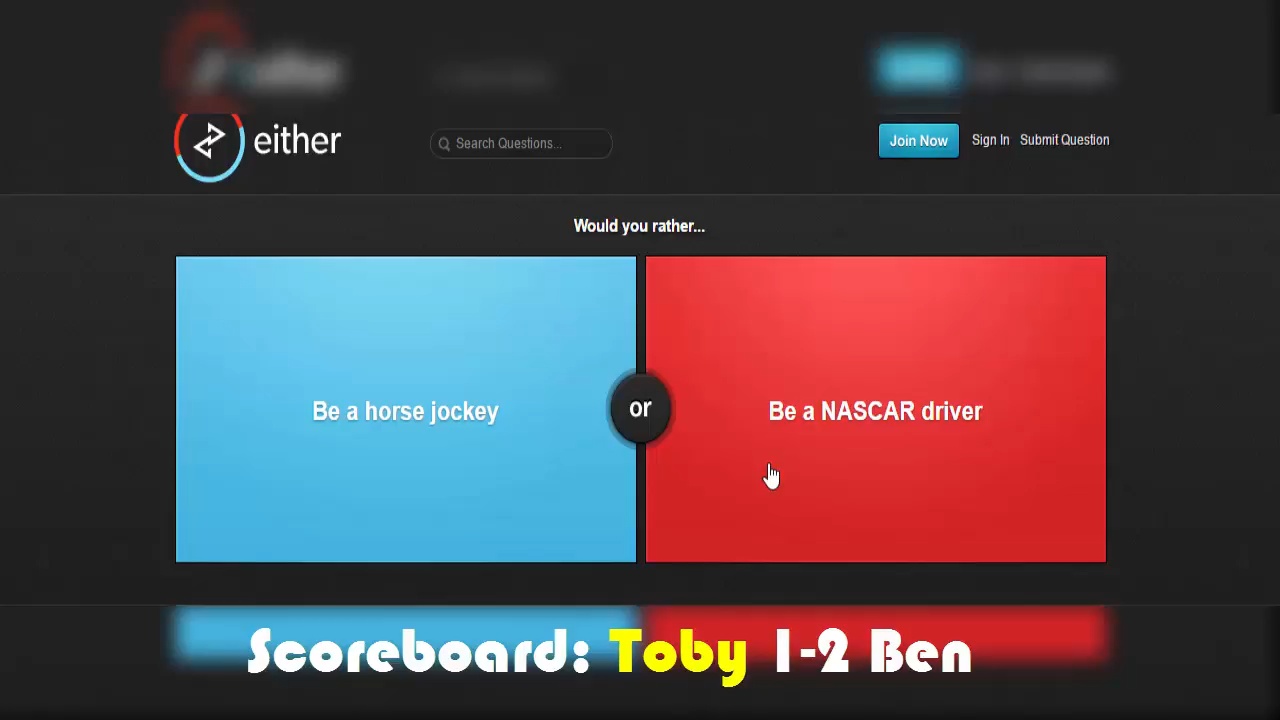 either
Search Questions...
Join Now
Sign In
Submit Question
Would you rather...
Be a horse jockey
or
Be a NASCAR driver
Scoreboard: Toby 1-2 Ben